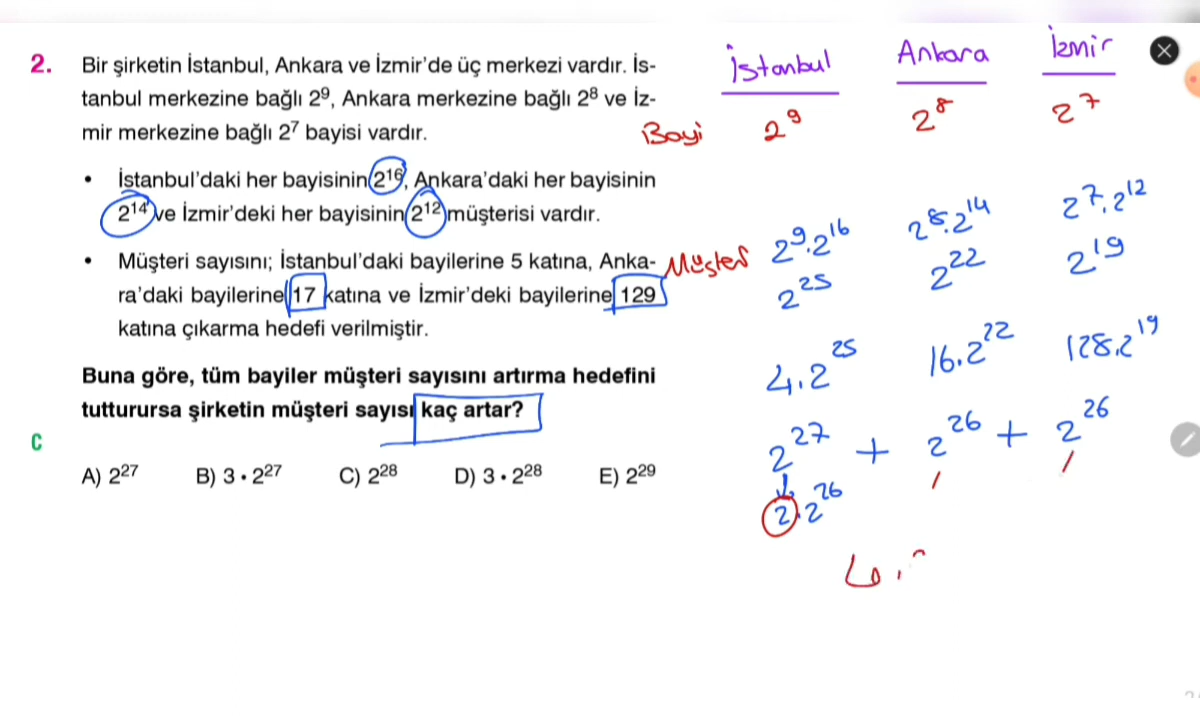 2. Bir şirketin İstanbul, Ankara ve İzmir’de üç merkezi vardır. İs-
tanbul merkezine bağlı 2⁹, Ankara merkezine bağlı 2⁸ ve İz-
mir merkezine bağlı 2⁷ bayisi vardır.
• İstanbul’daki her bayisinin 2¹⁶, Ankara’daki her bayisinin
2¹⁴ ve İzmir’deki her bayisinin 2¹² müşterisi vardır.
• Müşteri sayısını; İstanbul’daki bayilerine 5 katına, Anka-
ra’daki bayilerine 17 katına ve İzmir’deki bayilerine 129
katına çıkarma hedefi verilmiştir.
Buna göre, tüm bayiler müşteri sayısını artırma hedefini
tutturursa şirketin müşteri sayısı kaç artar?
C
A) 2²⁷ B) 3 • 2²⁷ C) 2²⁸ D) 3 • 2²⁸ E) 2²⁹
İstanbul Ankara İzmir
Bayi 2⁹ 2⁸ 2⁷
Müşteri 2⁹.2¹⁶ 2⁸.2¹⁴ 2⁷.2¹²
2²⁵ 2²² 2¹⁹
4.2²⁵ 16.2²² 128.2¹⁹
2²⁷ + 2²⁶ + 2²⁶
2.2²⁶
4.